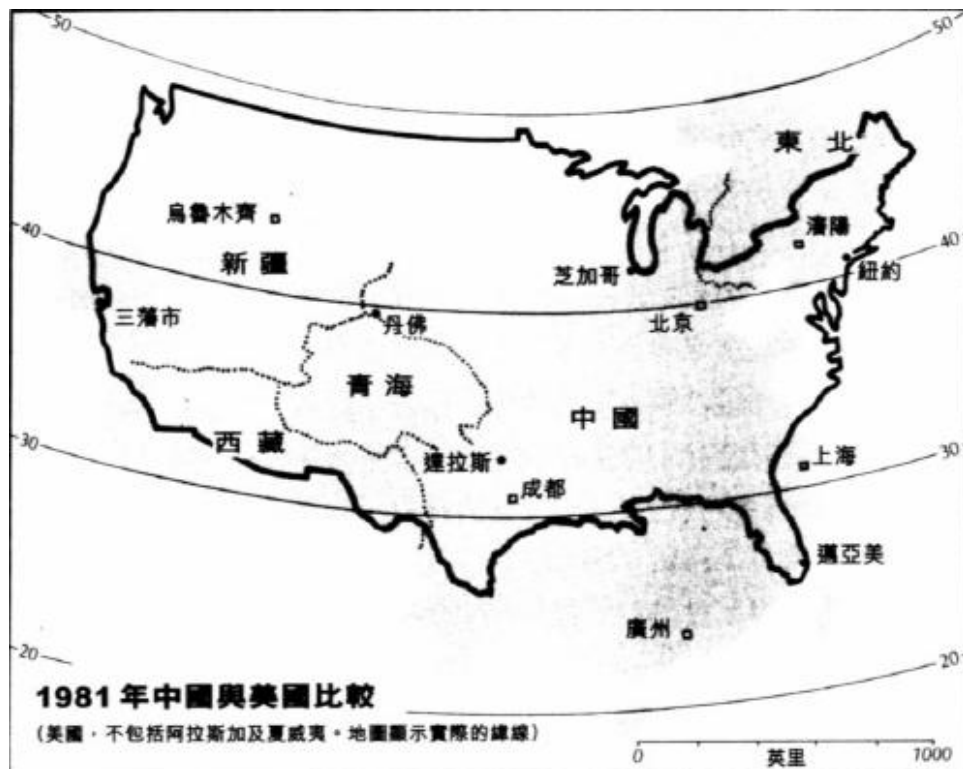 50
50
東北
烏魯木齊
瀋陽
40
40
新疆
芝加哥
紐約
三藩市
丹佛
北京
青海
中國
西藏
30
30
達拉斯
上海
成都
邁亞美
廣州
20
20
1981年中國與美國比較
(美國,不包括阿拉斯加及夏威夷。地圖顯示實際的緯線)
0 英里 1000